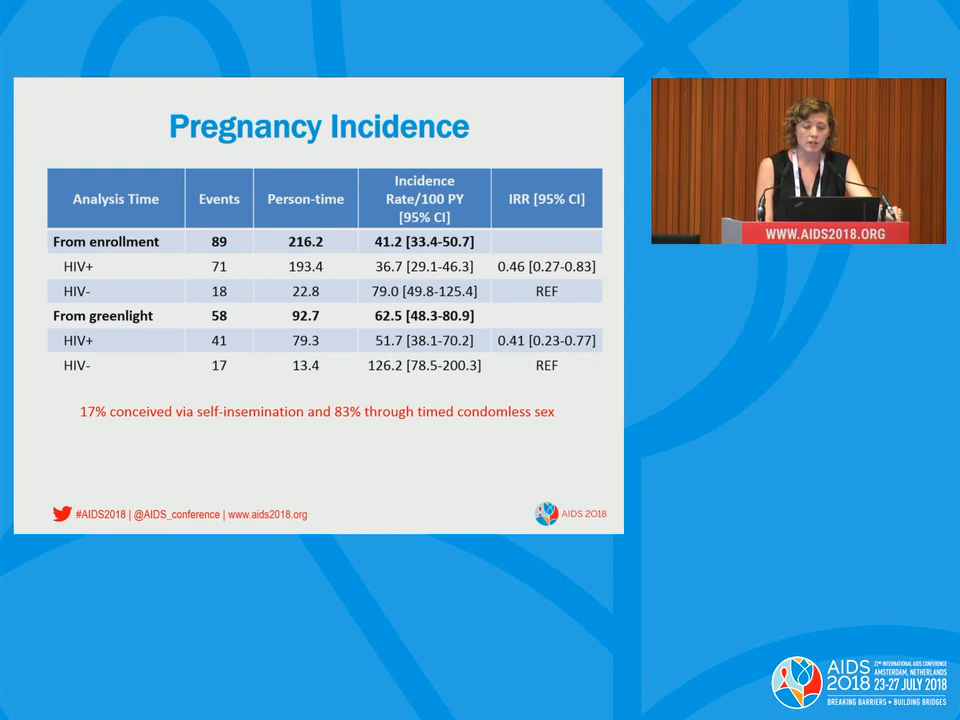 Pregnancy Incidence
Analysis Time Events Person-time Incidence Rate/100 PY [95% CI] IRR [95% CI]
From enrollment 89 216.2 41.2 [33.4-50.7]
HIV+ 71 193.4 36.7 [29.1-46.3] 0.46 [0.27-0.83]
HIV- 18 22.8 79.0 [49.8-125.4] REF
From greenlight 58 92.7 62.5 [48.3-80.9]
HIV+ 41 79.3 51.7 [38.1-70.2] 0.41 [0.23-0.77]
HIV- 17 13.4 126.2 [78.5-200.3] REF
17% conceived via self-insemination and 83% through timed condomless sex
#AIDS2018 | @AIDS_conference | www.aids2018.org
AIDS 2018
WWW.AIDS2018.ORG
AIDS 2018
22ND INTERNATIONAL AIDS CONFERENCE
AMSTERDAM, NETHERLANDS
23-27 JULY 2018
BREAKING BARRIERS • BUILDING BRIDGES